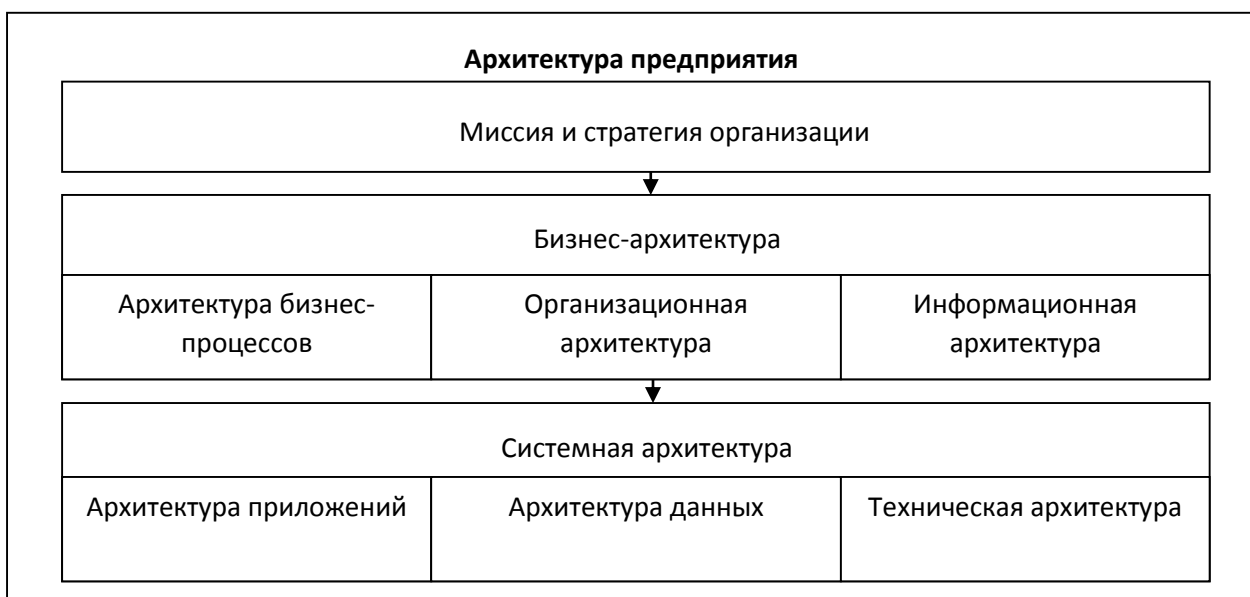 Архитектура предприятия
Миссия и стратегия организации
Бизнес-архитектура
Архитектура бизнес-
процессов
Организационная
архитектура
Информационная
архитектура
Системная архитектура
Архитектура приложений
Архитектура данных
Техническая архитектура